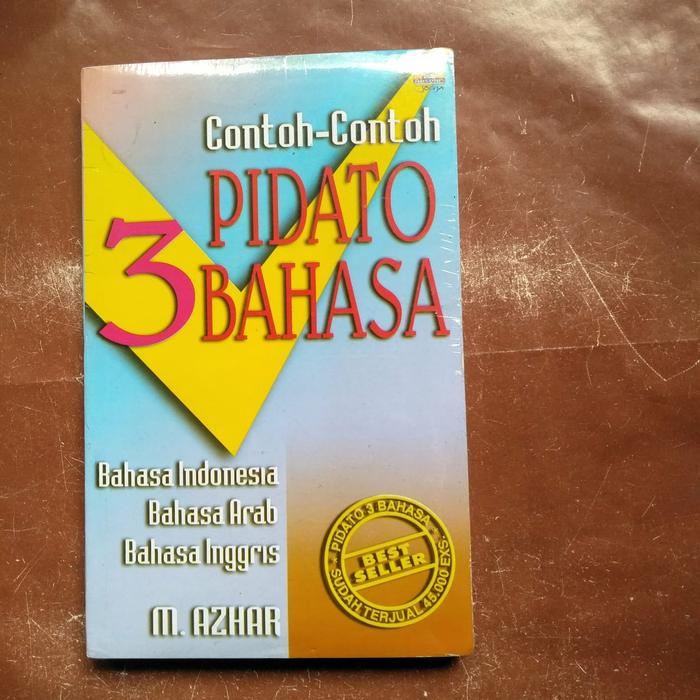 Contoh-Contoh
PIDATO
3 BAHASA
Bahasa Indonesia
Bahasa Arab
Bahasa Inggris
M. AZHAR
PIDATO 3 BAHASA
BEST
SELLER
SUDAH TERJUAL 45.000 EXS.